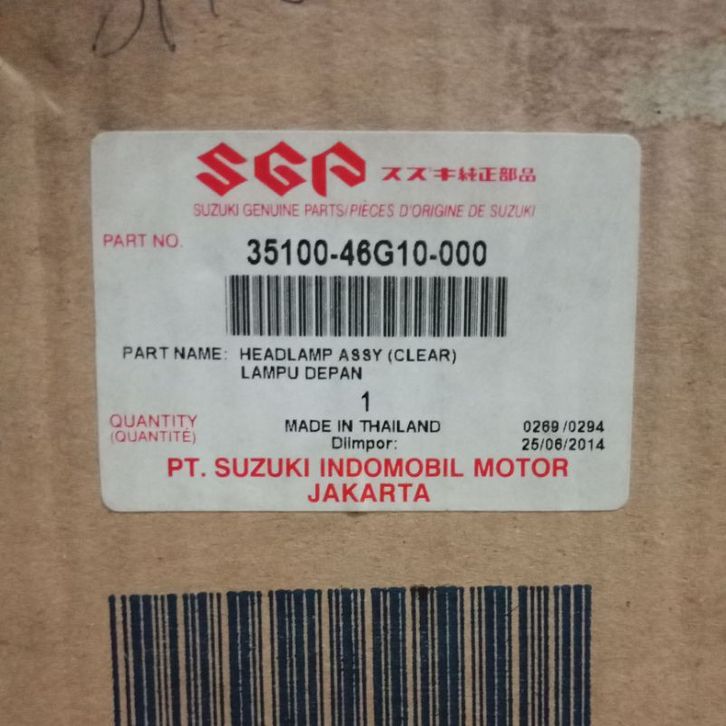 SGP スズキ純正部品
SUZUKI GENUINE PARTS/PIÈCES D'ORIGINE DE SUZUKI
PART NO. 35100-46G10-000
PART NAME: HEADLAMP ASSY (CLEAR)
LAMPU DEPAN
1
QUANTITY MADE IN THAILAND 0269 /0294
(QUANTITÉ) DiImpor: 25/06/2014
PT. SUZUKI INDOMOBIL MOTOR
JAKARTA